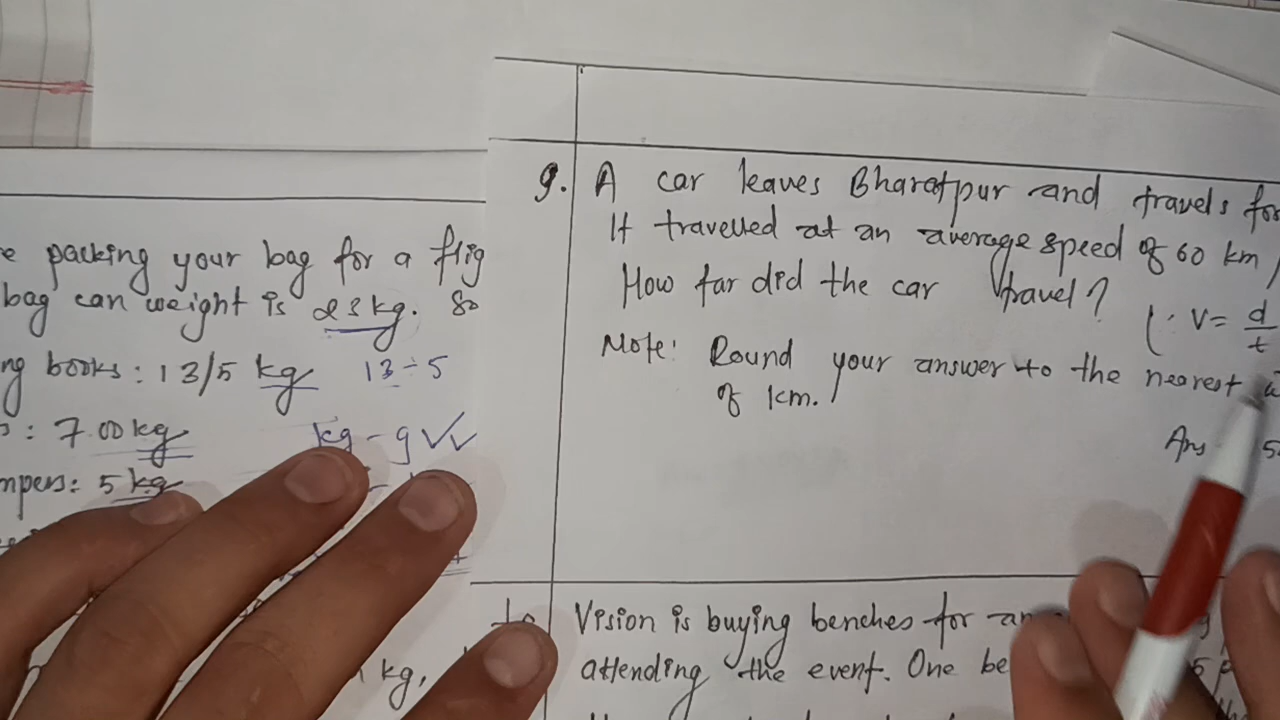 e packing your bag for a flig
bag can weight is 23 kg. So
ng books: 13/5 kg 13÷5
s: 7.00 kg kg - g ✓✓
mpers: 5 kg
kg,
9. A car leaves Bharatpur and travels for
It travelled at an average speed of 60 km/
How far did the car travel?
(∵ V= d/t
Note: Round your answer to the nearest
of km.
Ans
10 Vision is buying benches for an
attending the event. One be